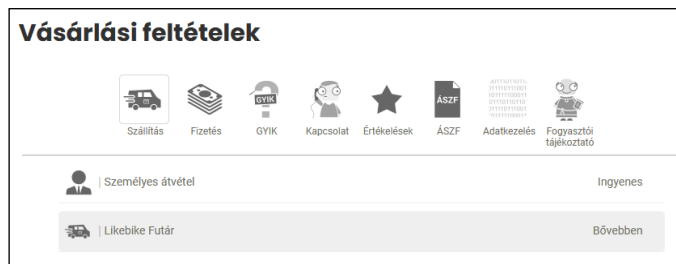 Vásárlási feltételek
GYIK
ÁSZF
Szállítás Fizetés GYIK Kapcsolat Értékelések ÁSZF Adatkezelés Fogyasztói
tájékoztató
| Személyes átvétel Ingyenes
| Likebike Futár Bővebben